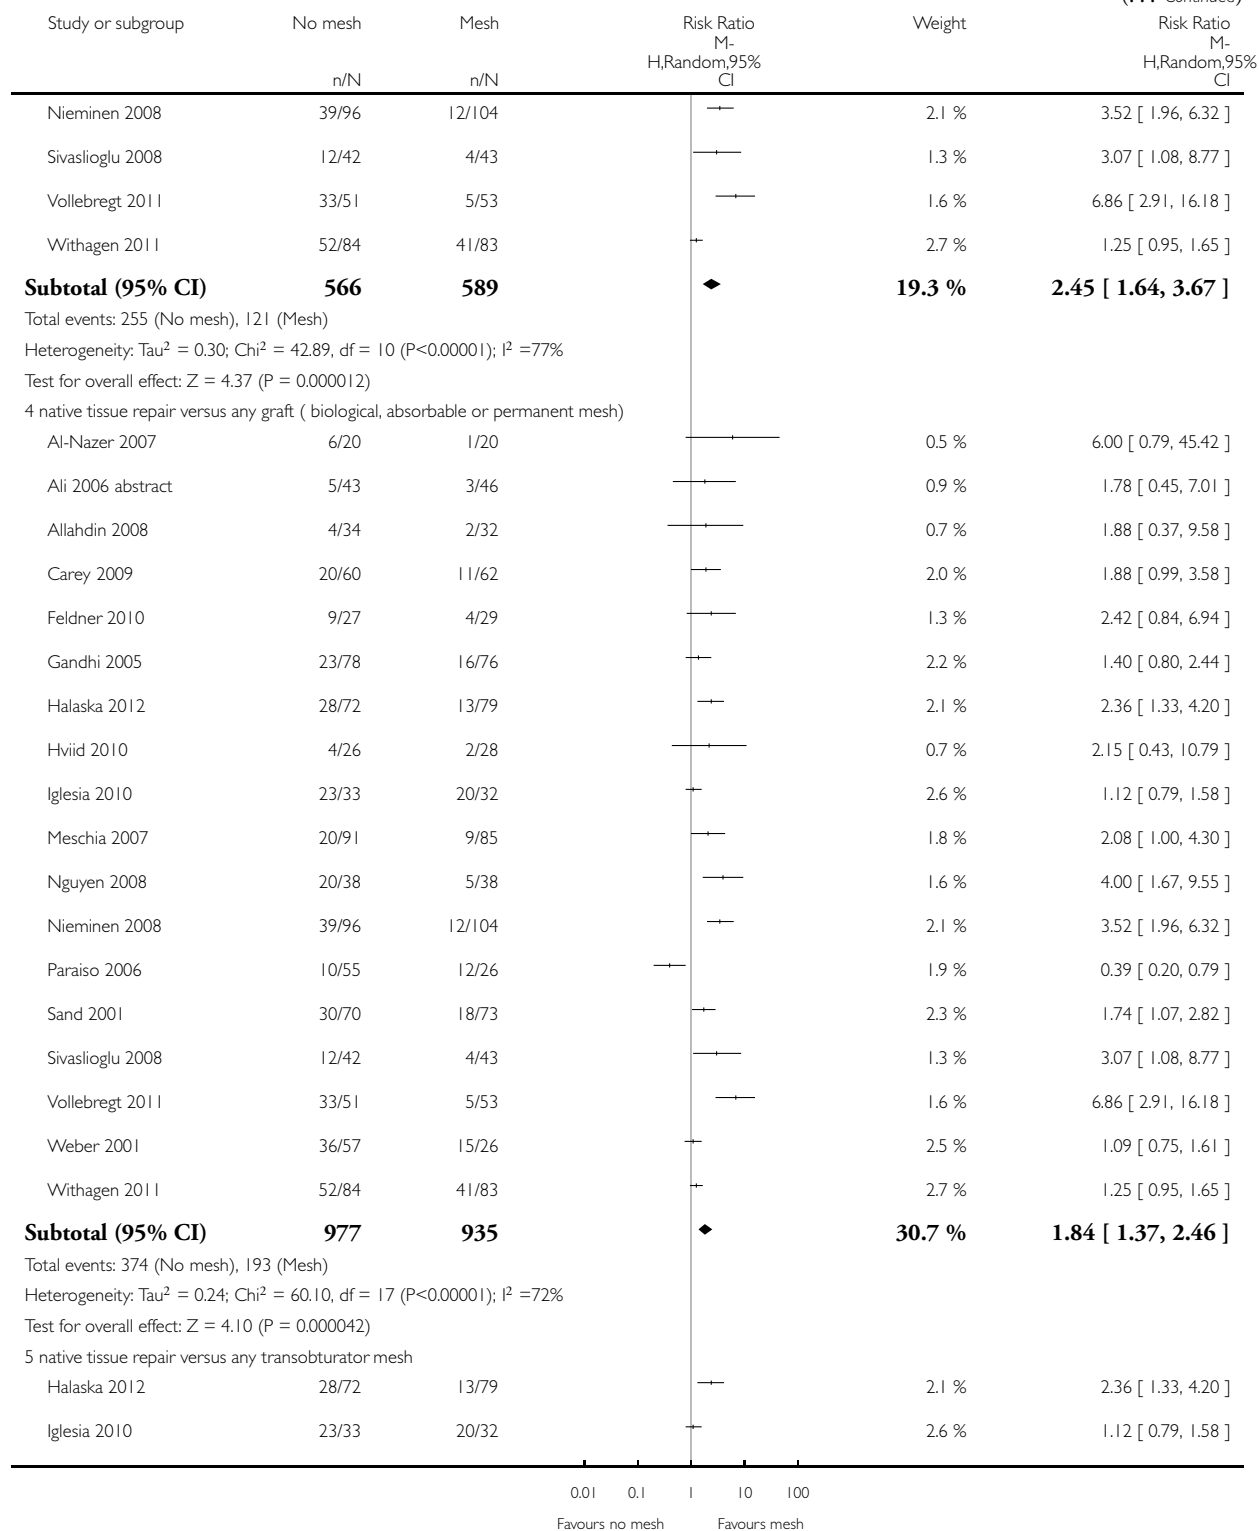 (. . . Continued)
Study or subgroup No mesh Mesh Risk Ratio Weight Risk Ratio
M- M-
H,Random,95% H,Random,95%
n/N n/N CI CI
Nieminen 2008 39/96 12/104 2.1 % 3.52 [ 1.96, 6.32 ]
Sivaslioglu 2008 12/42 4/43 1.3 % 3.07 [ 1.08, 8.77 ]
Vollebregt 2011 33/51 5/53 1.6 % 6.86 [ 2.91, 16.18 ]
Withagen 2011 52/84 41/83 2.7 % 1.25 [ 0.95, 1.65 ]
Subtotal (95% CI) 566 589 19.3 % 2.45 [ 1.64, 3.67 ]
Total events: 255 (No mesh), 121 (Mesh)
Heterogeneity: Tau² = 0.30; Chi² = 42.89, df = 10 (P<0.00001); I² =77%
Test for overall effect: Z = 4.37 (P = 0.000012)
4 native tissue repair versus any graft ( biological, absorbable or permanent mesh)
Al-Nazer 2007 6/20 1/20 0.5 % 6.00 [ 0.79, 45.42 ]
Ali 2006 abstract 5/43 3/46 0.9 % 1.78 [ 0.45, 7.01 ]
Allahdin 2008 4/34 2/32 0.7 % 1.88 [ 0.37, 9.58 ]
Carey 2009 20/60 11/62 2.0 % 1.88 [ 0.99, 3.58 ]
Feldner 2010 9/27 4/29 1.3 % 2.42 [ 0.84, 6.94 ]
Gandhi 2005 23/78 16/76 2.2 % 1.40 [ 0.80, 2.44 ]
Halaska 2012 28/72 13/79 2.1 % 2.36 [ 1.33, 4.20 ]
Hviid 2010 4/26 2/28 0.7 % 2.15 [ 0.43, 10.79 ]
Iglesia 2010 23/33 20/32 2.6 % 1.12 [ 0.79, 1.58 ]
Meschia 2007 20/91 9/85 1.8 % 2.08 [ 1.00, 4.30 ]
Nguyen 2008 20/38 5/38 1.6 % 4.00 [ 1.67, 9.55 ]
Nieminen 2008 39/96 12/104 2.1 % 3.52 [ 1.96, 6.32 ]
Paraiso 2006 10/55 12/26 1.9 % 0.39 [ 0.20, 0.79 ]
Sand 2001 30/70 18/73 2.3 % 1.74 [ 1.07, 2.82 ]
Sivaslioglu 2008 12/42 4/43 1.3 % 3.07 [ 1.08, 8.77 ]
Vollebregt 2011 33/51 5/53 1.6 % 6.86 [ 2.91, 16.18 ]
Weber 2001 36/57 15/26 2.5 % 1.09 [ 0.75, 1.61 ]
Withagen 2011 52/84 41/83 2.7 % 1.25 [ 0.95, 1.65 ]
Subtotal (95% CI) 977 935 30.7 % 1.84 [ 1.37, 2.46 ]
Total events: 374 (No mesh), 193 (Mesh)
Heterogeneity: Tau² = 0.24; Chi² = 60.10, df = 17 (P<0.00001); I² =72%
Test for overall effect: Z = 4.10 (P = 0.000042)
5 native tissue repair versus any transobturator mesh
Halaska 2012 28/72 13/79 2.1 % 2.36 [ 1.33, 4.20 ]
Iglesia 2010 23/33 20/32 2.6 % 1.12 [ 0.79, 1.58 ]
0.01 0.1 1 10 100
Favours no mesh Favours mesh